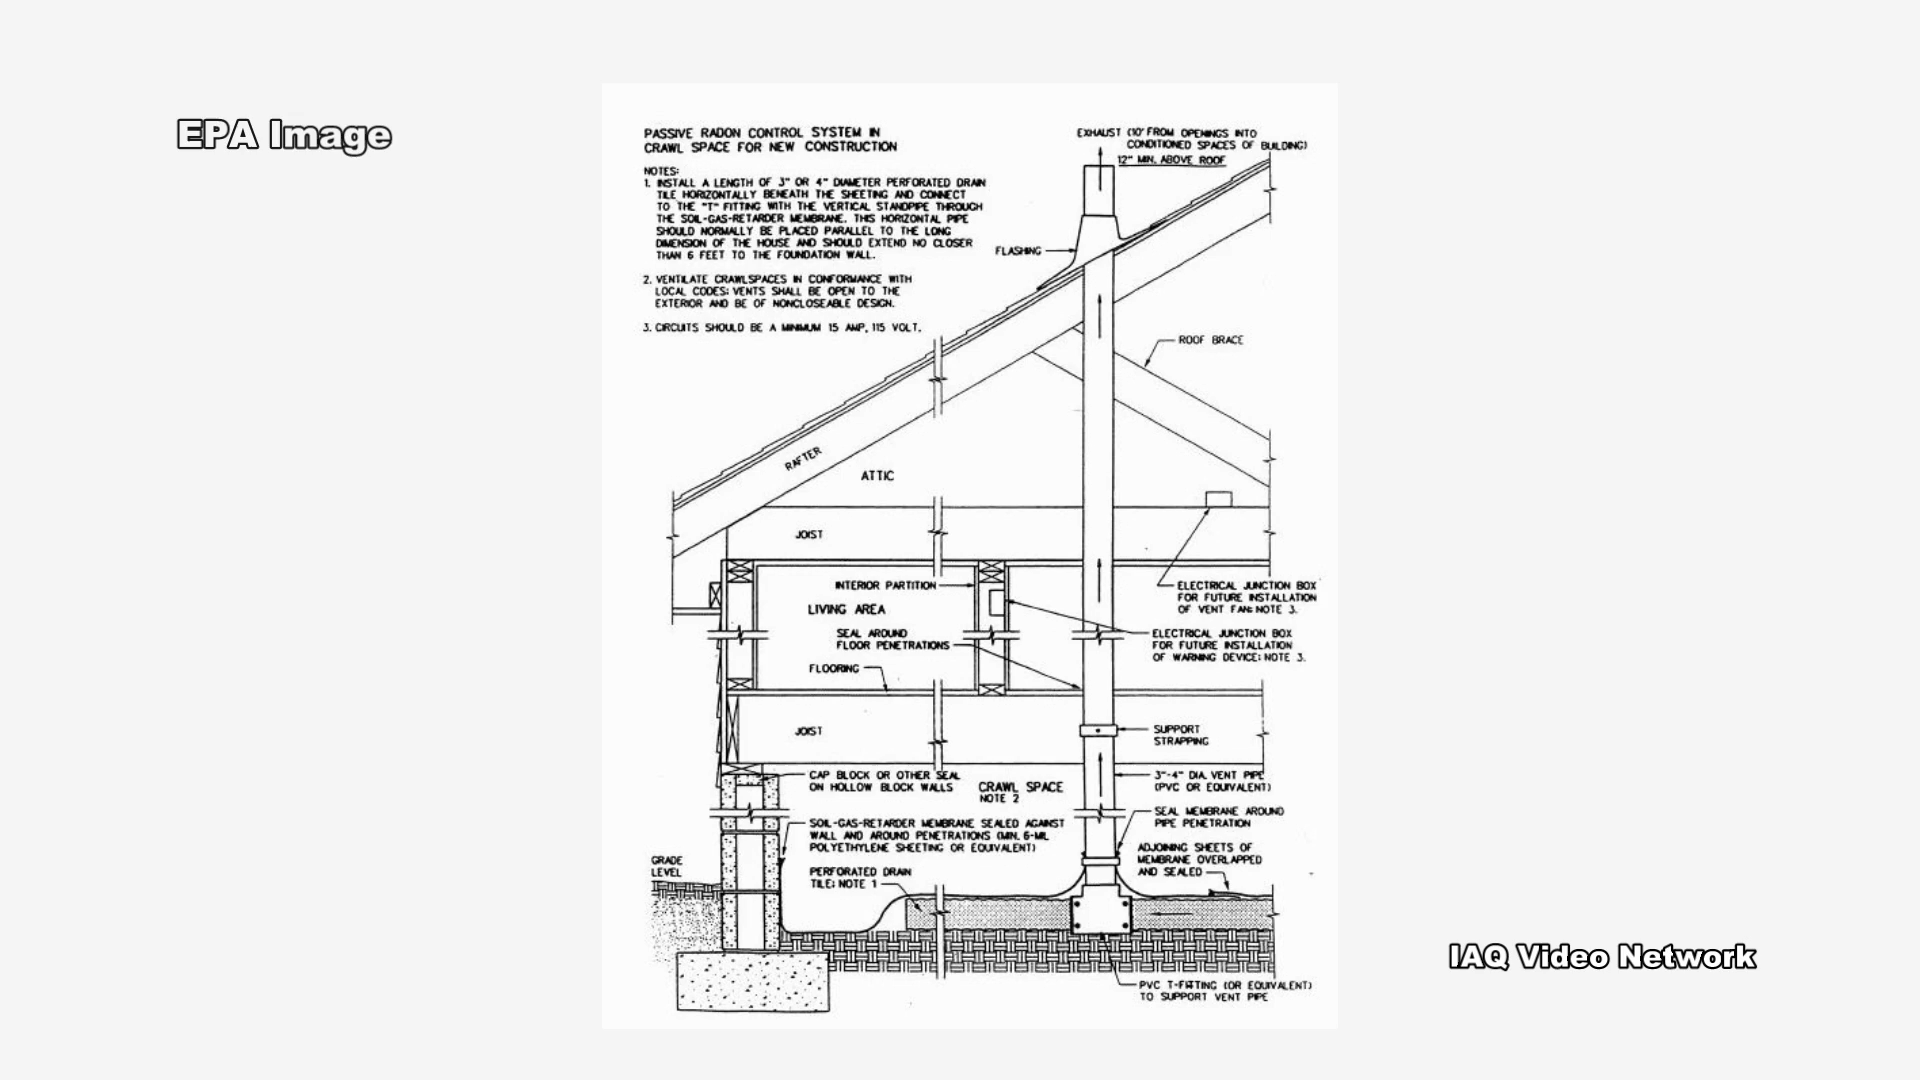 EPA Image
PASSIVE RADON CONTROL SYSTEM IN
CRAWL SPACE FOR NEW CONSTRUCTION
NOTES:
1. INSTALL A LENGTH OF 3" OR 4" DIAMETER PERFORATED DRAIN
TILE HORIZONTALLY BENEATH THE SHEETING AND CONNECT
TO THE "T" FITTING WITH THE VERTICAL STANDPIPE THROUGH
THE SOIL-GAS-RETARDER MEMBRANE. THIS HORIZONTAL PIPE
SHOULD NORMALLY BE PLACED PARALLEL TO THE LONG
DIMENSION OF THE HOUSE AND SHOULD EXTEND NO CLOSER
THAN 6 FEET TO THE FOUNDATION WALL.
2. VENTILATE CRAWLSPACES IN CONFORMANCE WITH
LOCAL CODES; VENTS SHALL BE OPEN TO THE
EXTERIOR AND BE OF NONCLOSEABLE DESIGN.
3. CIRCUITS SHOULD BE A MINIMUM 15 AMP, 115 VOLT.
EXHAUST (10' FROM OPENINGS INTO
CONDITIONED SPACES OF BUILDING)
12" MIN. ABOVE ROOF
FLASHING
ROOF BRACE
RAFTER
ATTIC
JOIST
INTERIOR PARTITION
LIVING AREA
SEAL AROUND
FLOOR PENETRATIONS
FLOORING
ELECTRICAL JUNCTION BOX
FOR FUTURE INSTALLATION
OF VENT FAN; NOTE 3.
ELECTRICAL JUNCTION BOX
FOR FUTURE INSTALLATION
OF WARNING DEVICE; NOTE 3.
JOIST
SUPPORT
STRAPPING
CAP BLOCK OR OTHER SEAL
ON HOLLOW BLOCK WALLS
CRAWL SPACE
NOTE 2
3"-4" DIA. VENT PIPE
(PVC OR EQUIVALENT)
SOIL-GAS-RETARDER MEMBRANE SEALED AGAINST
WALL AND AROUND PENETRATIONS (MIN. 6-MIL
POLYETHYLENE SHEETING OR EQUIVALENT)
SEAL MEMBRANE AROUND
PIPE PENETRATION
GRADE
LEVEL
PERFORATED DRAIN
TILE; NOTE 1
ADJOINING SHEETS OF
MEMBRANE OVERLAPPED
AND SEALED
PVC T-FITTING (OR EQUIVALENT)
TO SUPPORT VENT PIPE
IAQ Video Network